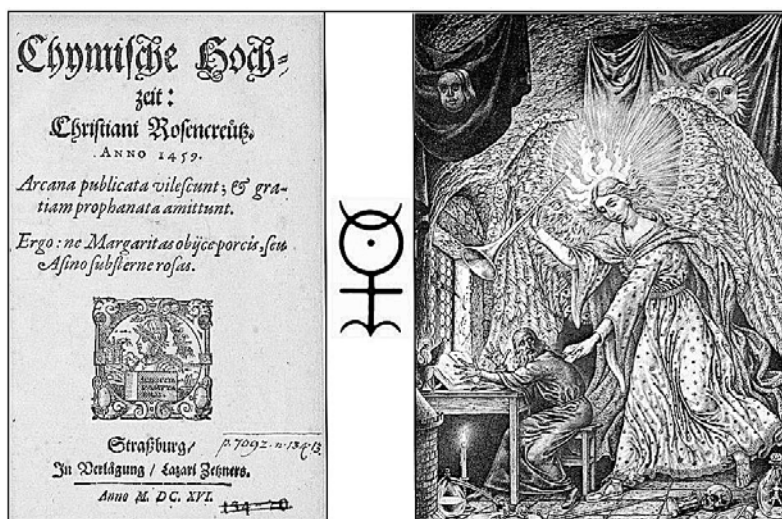 Chymische Hoch-
zeit:
Christiani Rosencreütz.
ANNO 1459.
Arcana publicata vilescunt; & gra-
tiam prophanata amittunt.
Ergo: ne Margaritas obijce porcis, seu
Asino substerne rosas.
Straßburg/
In Verlägung / Lazari Zetzners.
Anno M. DC. XVI.